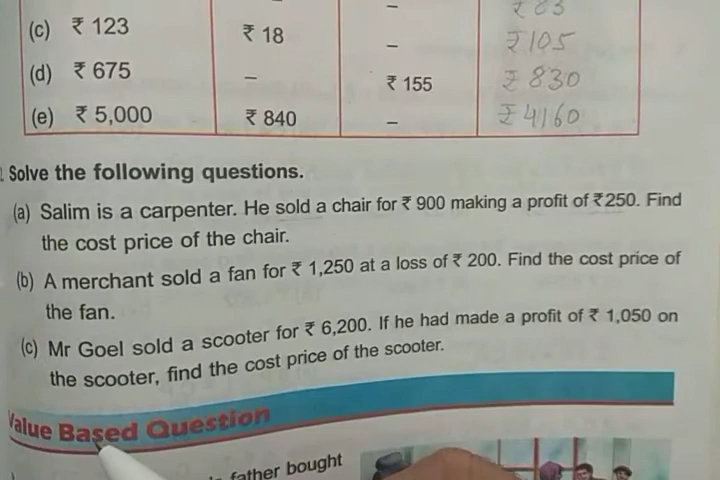 ₹ 83
(c) ₹ 123 ₹ 18 – ₹ 105
(d) ₹ 675 – ₹ 155 ₹ 830
(e) ₹ 5,000 ₹ 840 – ₹ 4160
Solve the following questions.
(a) Salim is a carpenter. He sold a chair for ₹ 900 making a profit of ₹250. Find
the cost price of the chair.
(b) A merchant sold a fan for ₹ 1,250 at a loss of ₹ 200. Find the cost price of
the fan.
(c) Mr Goel sold a scooter for ₹ 6,200. If he had made a profit of ₹ 1,050 on
the scooter, find the cost price of the scooter.
Value Based Question
father bought